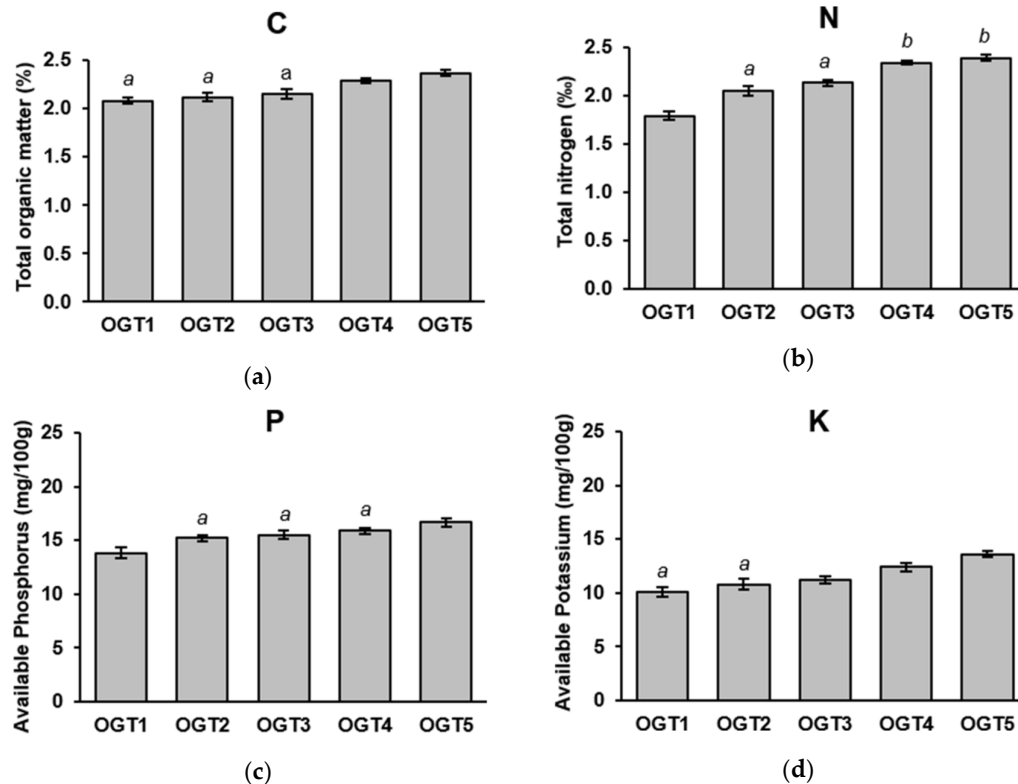 C
Total organic matter (%)
2.5
2.0
1.5
1.0
0.5
0.0
a
a
a
OGT1 OGT2 OGT3 OGT4 OGT5
(a)
N
Total nitrogen (‰)
2.5
2.0
1.5
1.0
0.5
0.0
a
a
b
b
OGT1 OGT2 OGT3 OGT4 OGT5
(b)
P
Available Phosphorus (mg/100g)
25
20
15
10
5
0
a
a
a
OGT1 OGT2 OGT3 OGT4 OGT5
(c)
K
Available Potassium (mg/100g)
25
20
15
10
5
0
a
a
OGT1 OGT2 OGT3 OGT4 OGT5
(d)